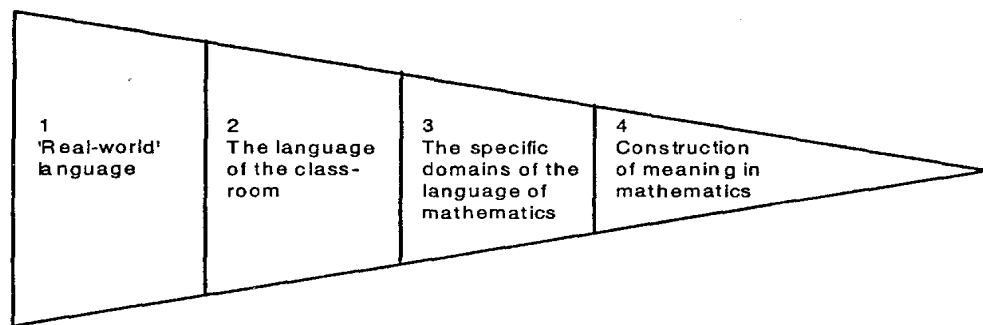 1
'Real-world'
language
2
The language
of the class-
room
3
The specific
domains of the
language of
mathematics
4
Construction
of meaning in
mathematics